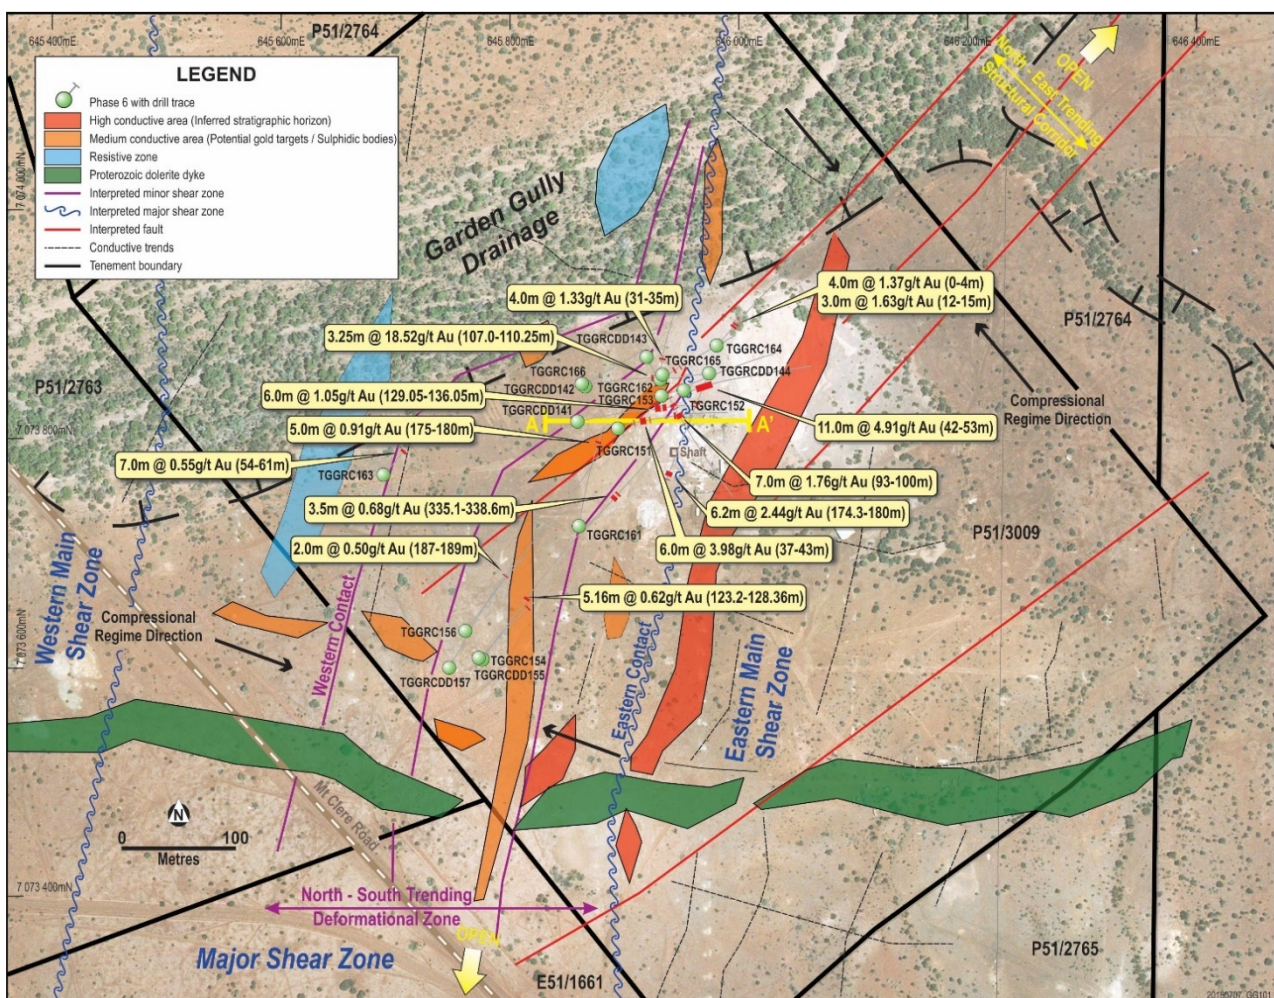 P51/2764
645 400mE
645 600mE
645 800mE
646 000mE
646 200mE
646 400mE
LEGEND
Phase 6 with drill trace
High conductive area (Inferred stratigraphic horizon)
Medium conductive area (Potential gold targets / Sulphidic bodies)
Resistive zone
Proterozoic dolerite dyke
Interpreted minor shear zone
Interpreted major shear zone
Interpreted fault
Conductive trends
Tenement boundary
OPEN
North - East Trending
Structural Corridor
7 074 000mN
Garden Gully
Drainage
4.0m @ 1.33g/t Au (31-35m)
4.0m @ 1.37g/t Au (0-4m)
3.0m @ 1.63g/t Au (12-15m)
P51/2764
3.25m @ 18.52g/t Au (107.0-110.25m)
TGGRCDD143
TGGRC164
TGGRC165
TGGRC166
TGGRCDD144
TGGRCDD142
TGGRC162
TGGRC153
P51/2763
6.0m @ 1.05g/t Au (129.05-136.05m)
TGGRCDD141
TGGRC152
Compressional
Regime Direction
A
A'
5.0m @ 0.91g/t Au (175-180m)
11.0m @ 4.91g/t Au (42-53m)
7 073 800mN
TGGRC151
Shaft
7.0m @ 0.55g/t Au (54-61m)
TGGRC163
7.0m @ 1.76g/t Au (93-100m)
3.5m @ 0.68g/t Au (335.1-338.6m)
6.2m @ 2.44g/t Au (174.3-180m)
TGGRC161
P51/3009
2.0m @ 0.50g/t Au (187-189m)
6.0m @ 3.98g/t Au (37-43m)
5.16m @ 0.62g/t Au (123.2-128.36m)
Western Main
Shear Zone
Compressional
Regime Direction
7 073 600mN
TGGRC156
TGGRC154
TGGRCDD155
TGGRCDD157
Western Contact
Eastern Contact
Eastern Main
Shear Zone
Mt Clere Road
N
0
100
Metres
7 073 400mN
North - South Trending
Deformational Zone
OPEN
Major Shear Zone
E51/1661
P51/2765